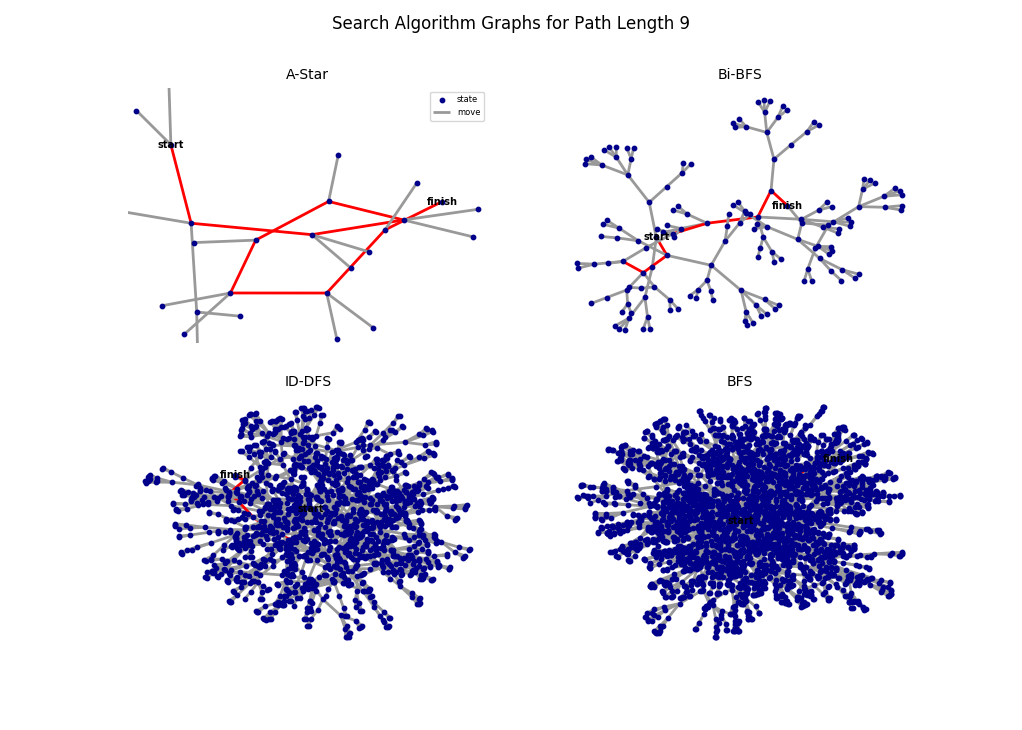 Search Algorithm Graphs for Path Length 9
A-Star
state
move
start
finish
Bi-BFS
finish
start
ID-DFS
finish
start
BFS
finish
start